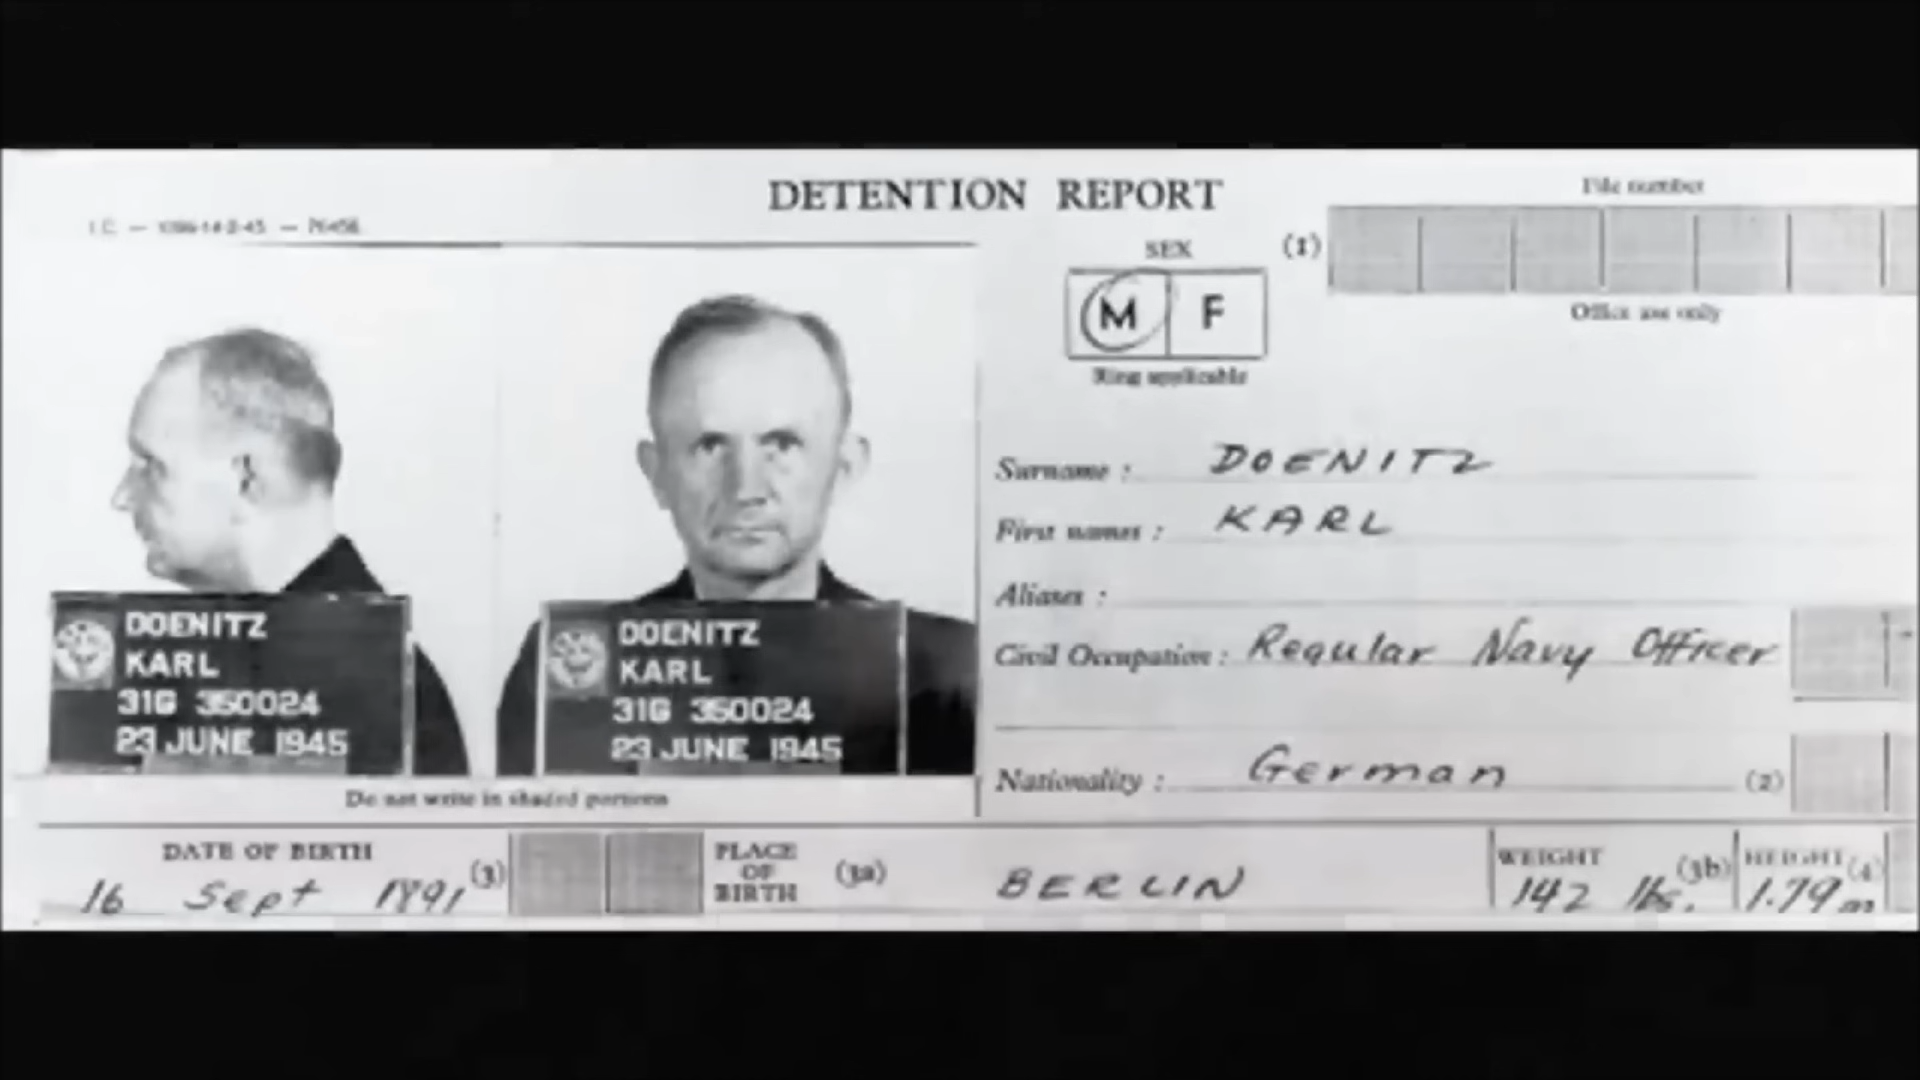 DETENTION REPORT
File number
SEX
(1)
M F
Office use only
Ring applicable
Surname : DOENITZ
First names : KARL
Aliases :
Civil Occupation : Regular Navy Officer
Nationality : German (2)
DOENITZ
KARL
31G 350024
23 JUNE 1945
DOENITZ
KARL
31G 350024
23 JUNE 1945
Do not write in shaded portions
DATE OF BIRTH
16 Sept 1891 (3)
PLACE
OF
BIRTH
(3a) BERLIN
WEIGHT (3b)
142 lbs.
HEIGHT (4)
1.79 m